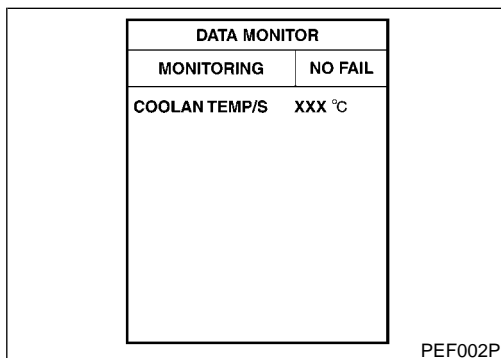 DATA MONITOR
MONITORING NO FAIL
COOLAN TEMP/S XXX °C
PEF002P